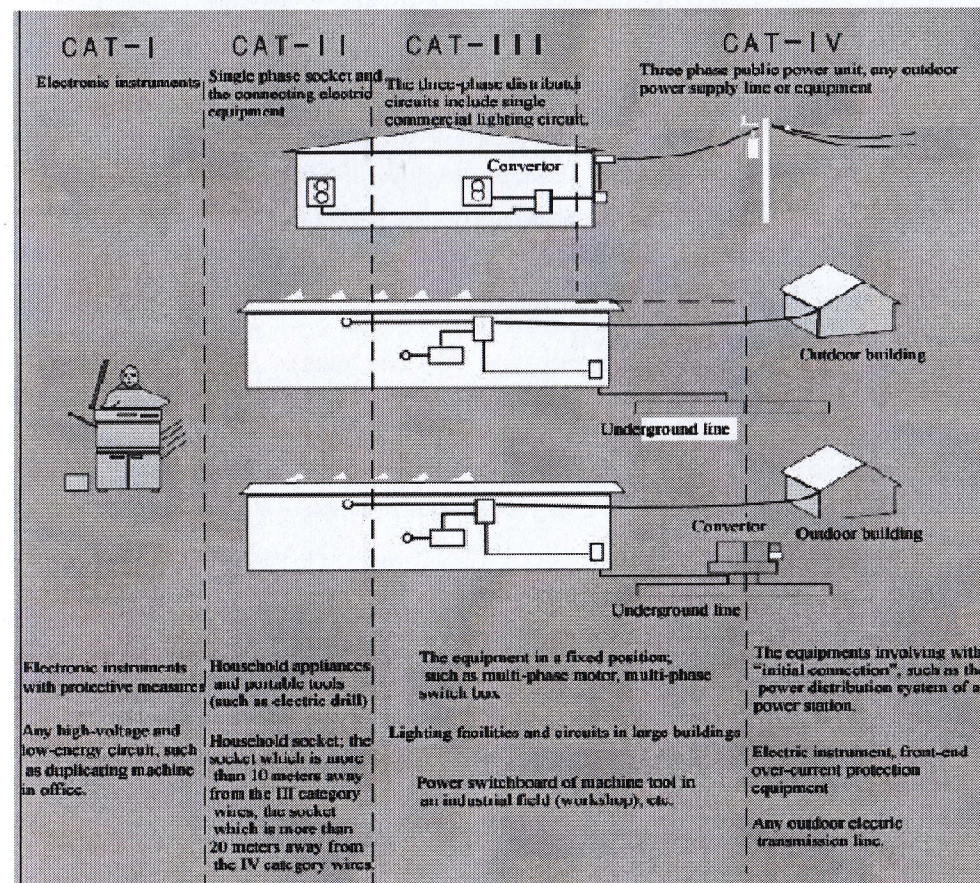 CAT-I
CAT-II
CAT-III
CAT-IV
Electronic instruments
Single phase socket and
the connecting electric
equipment
The three-phase distributis
circuits include single
commercial lighting circuit.
Three phase public power unit, any outdoor
power supply line or equipment
Convertor
Outdoor building
Underground line
Convertor
Outdoor building
Underground line
Electronic instruments
with protective measures
Any high-voltage and
low-energy circuit, such
as duplicating machine
in office.
Household appliances
and portable tools
(such as electric drill)
Household socket; the
socket which is more
than 10 meters away
from the III category
wires, the socket
which is more than
20 meters away from
the IV category wires.
The equipment in a fixed position;
such as multi-phase motor, multi-phase
switch box
Lighting facilities and circuits in large buildings
Power switchboard of machine tool in
an industrial field (workshop), etc.
The equipments involving with
"initial connection", such as the
power distribution system of a
power station.
Electric instrument, front-end
over-current protection
equipment
Any outdoor electric
transmission line.